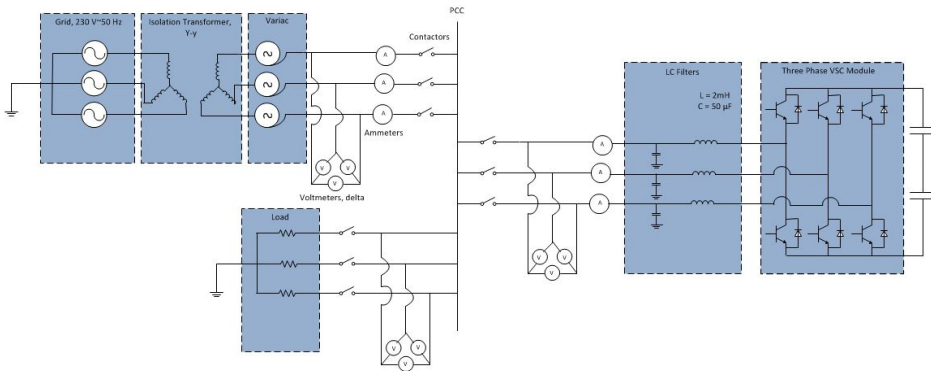 PCC
Grid, 230 V~50 Hz
Isolation Transformer,
Y-y
Variac
Contactors
A
A
A
Ammeters
V
V
V
Voltmeters, delta
LC Filters
L = 2mH
C = 50 µF
Three Phase VSC Module
A
A
A
V
V
V
Load
V
V
V